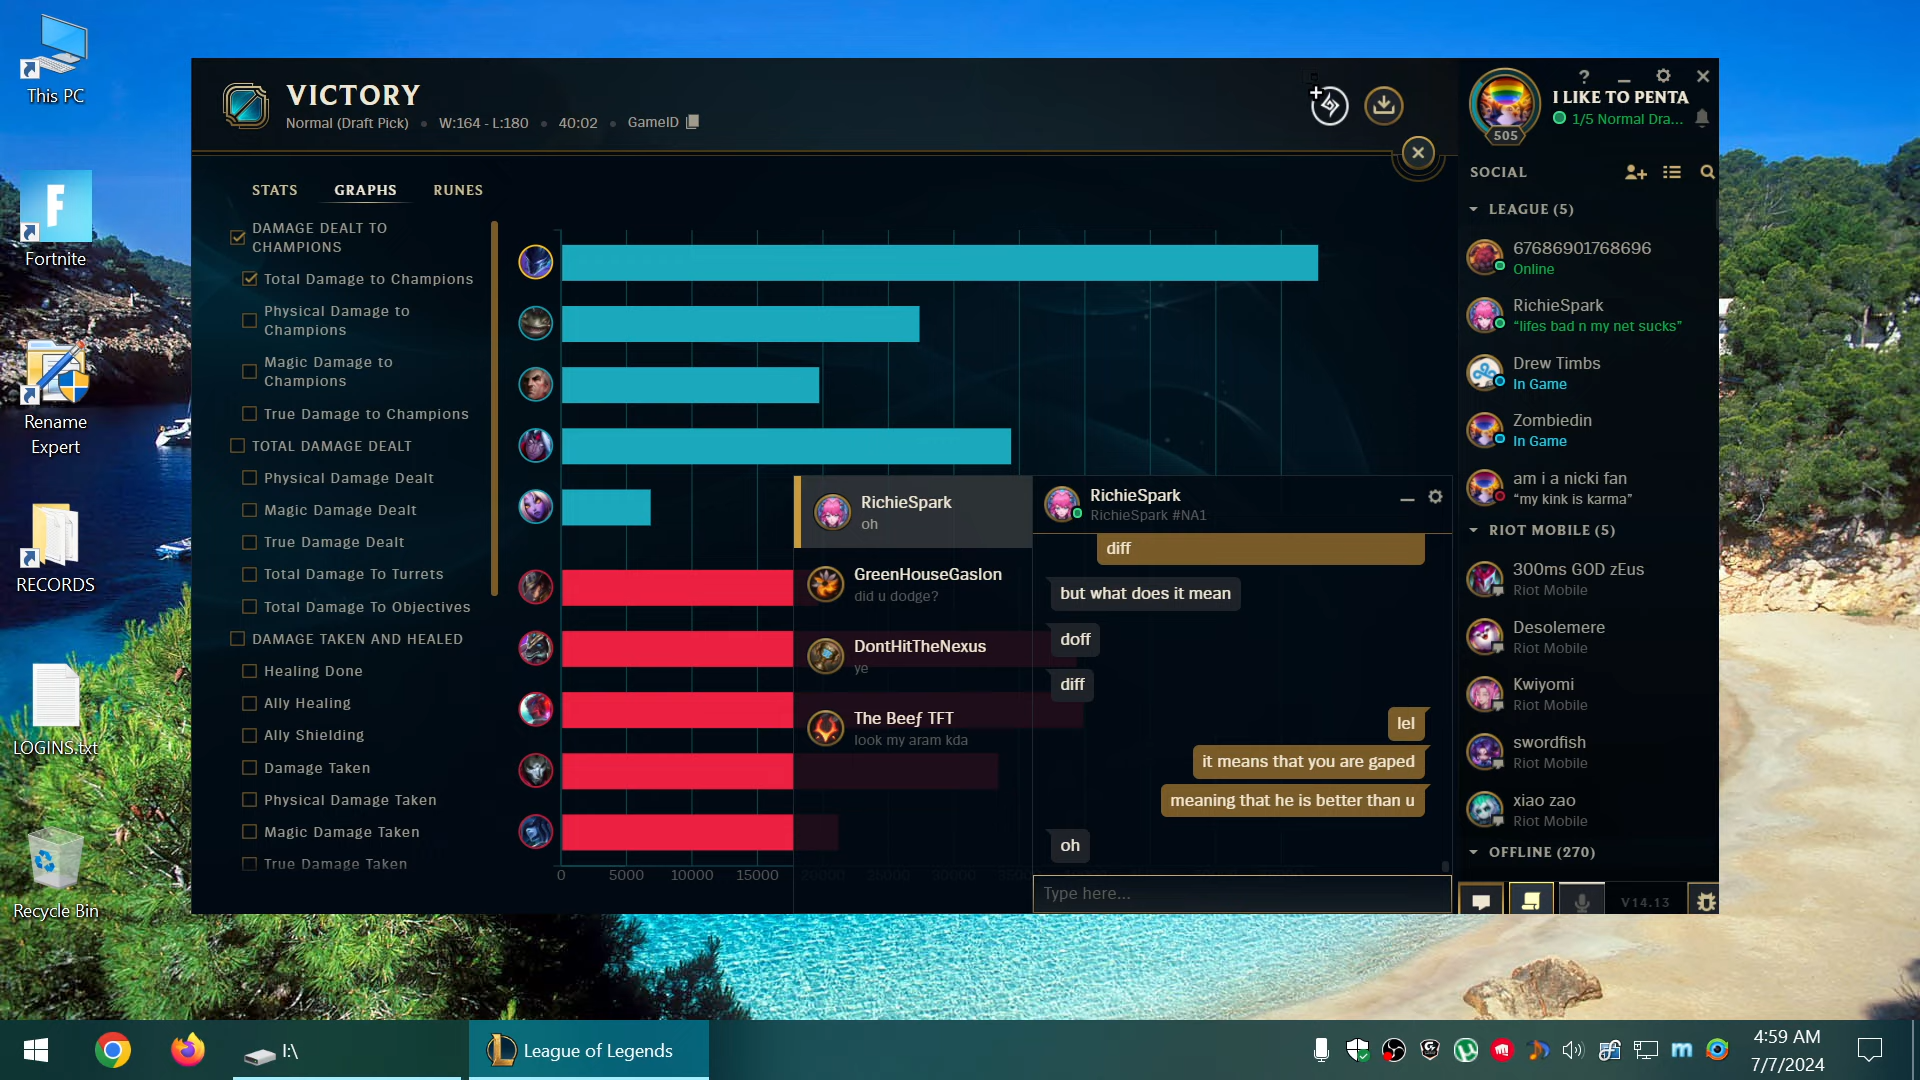 This PC
Fortnite
Rename
Expert
RECORDS
LOGINS.txt
Recycle Bin
VICTORY
Normal (Draft Pick) • W:164 - L:180 • 40:02 • GameID
STATS GRAPHS RUNES
DAMAGE DEALT TO
CHAMPIONS
Total Damage to Champions
Physical Damage to
Champions
Magic Damage to
Champions
True Damage to Champions
TOTAL DAMAGE DEALT
Physical Damage Dealt
Magic Damage Dealt
True Damage Dealt
Total Damage To Turrets
Total Damage To Objectives
DAMAGE TAKEN AND HEALED
Healing Done
Ally Healing
Ally Shielding
Damage Taken
Physical Damage Taken
Magic Damage Taken
True Damage Taken
0 5000 10000 15000 20000 25000 30000
RichieSpark
oh
GreenHouseGasIon
did u dodge?
DontHitTheNexus
ye
The Beef TFT
look my aram kda
RichieSpark
RichieSpark #NA1
diff
but what does it mean
doff
diff
lel
it means that you are gaped
meaning that he is better than u
oh
Type here...
?
I LIKE TO PENTA
1/5 Normal Dra...
505
SOCIAL
LEAGUE (5)
67686901768696
Online
RichieSpark
“lifes bad n my net sucks”
Drew Timbs
In Game
Zombiedin
In Game
am i a nicki fan
“my kink is karma”
RIOT MOBILE (5)
300ms GOD zEus
Riot Mobile
Desolemere
Riot Mobile
Kwiyomi
Riot Mobile
swordfish
Riot Mobile
xiao zao
Riot Mobile
OFFLINE (270)
V14.13
I:\
League of Legends
4:59 AM
7/7/2024